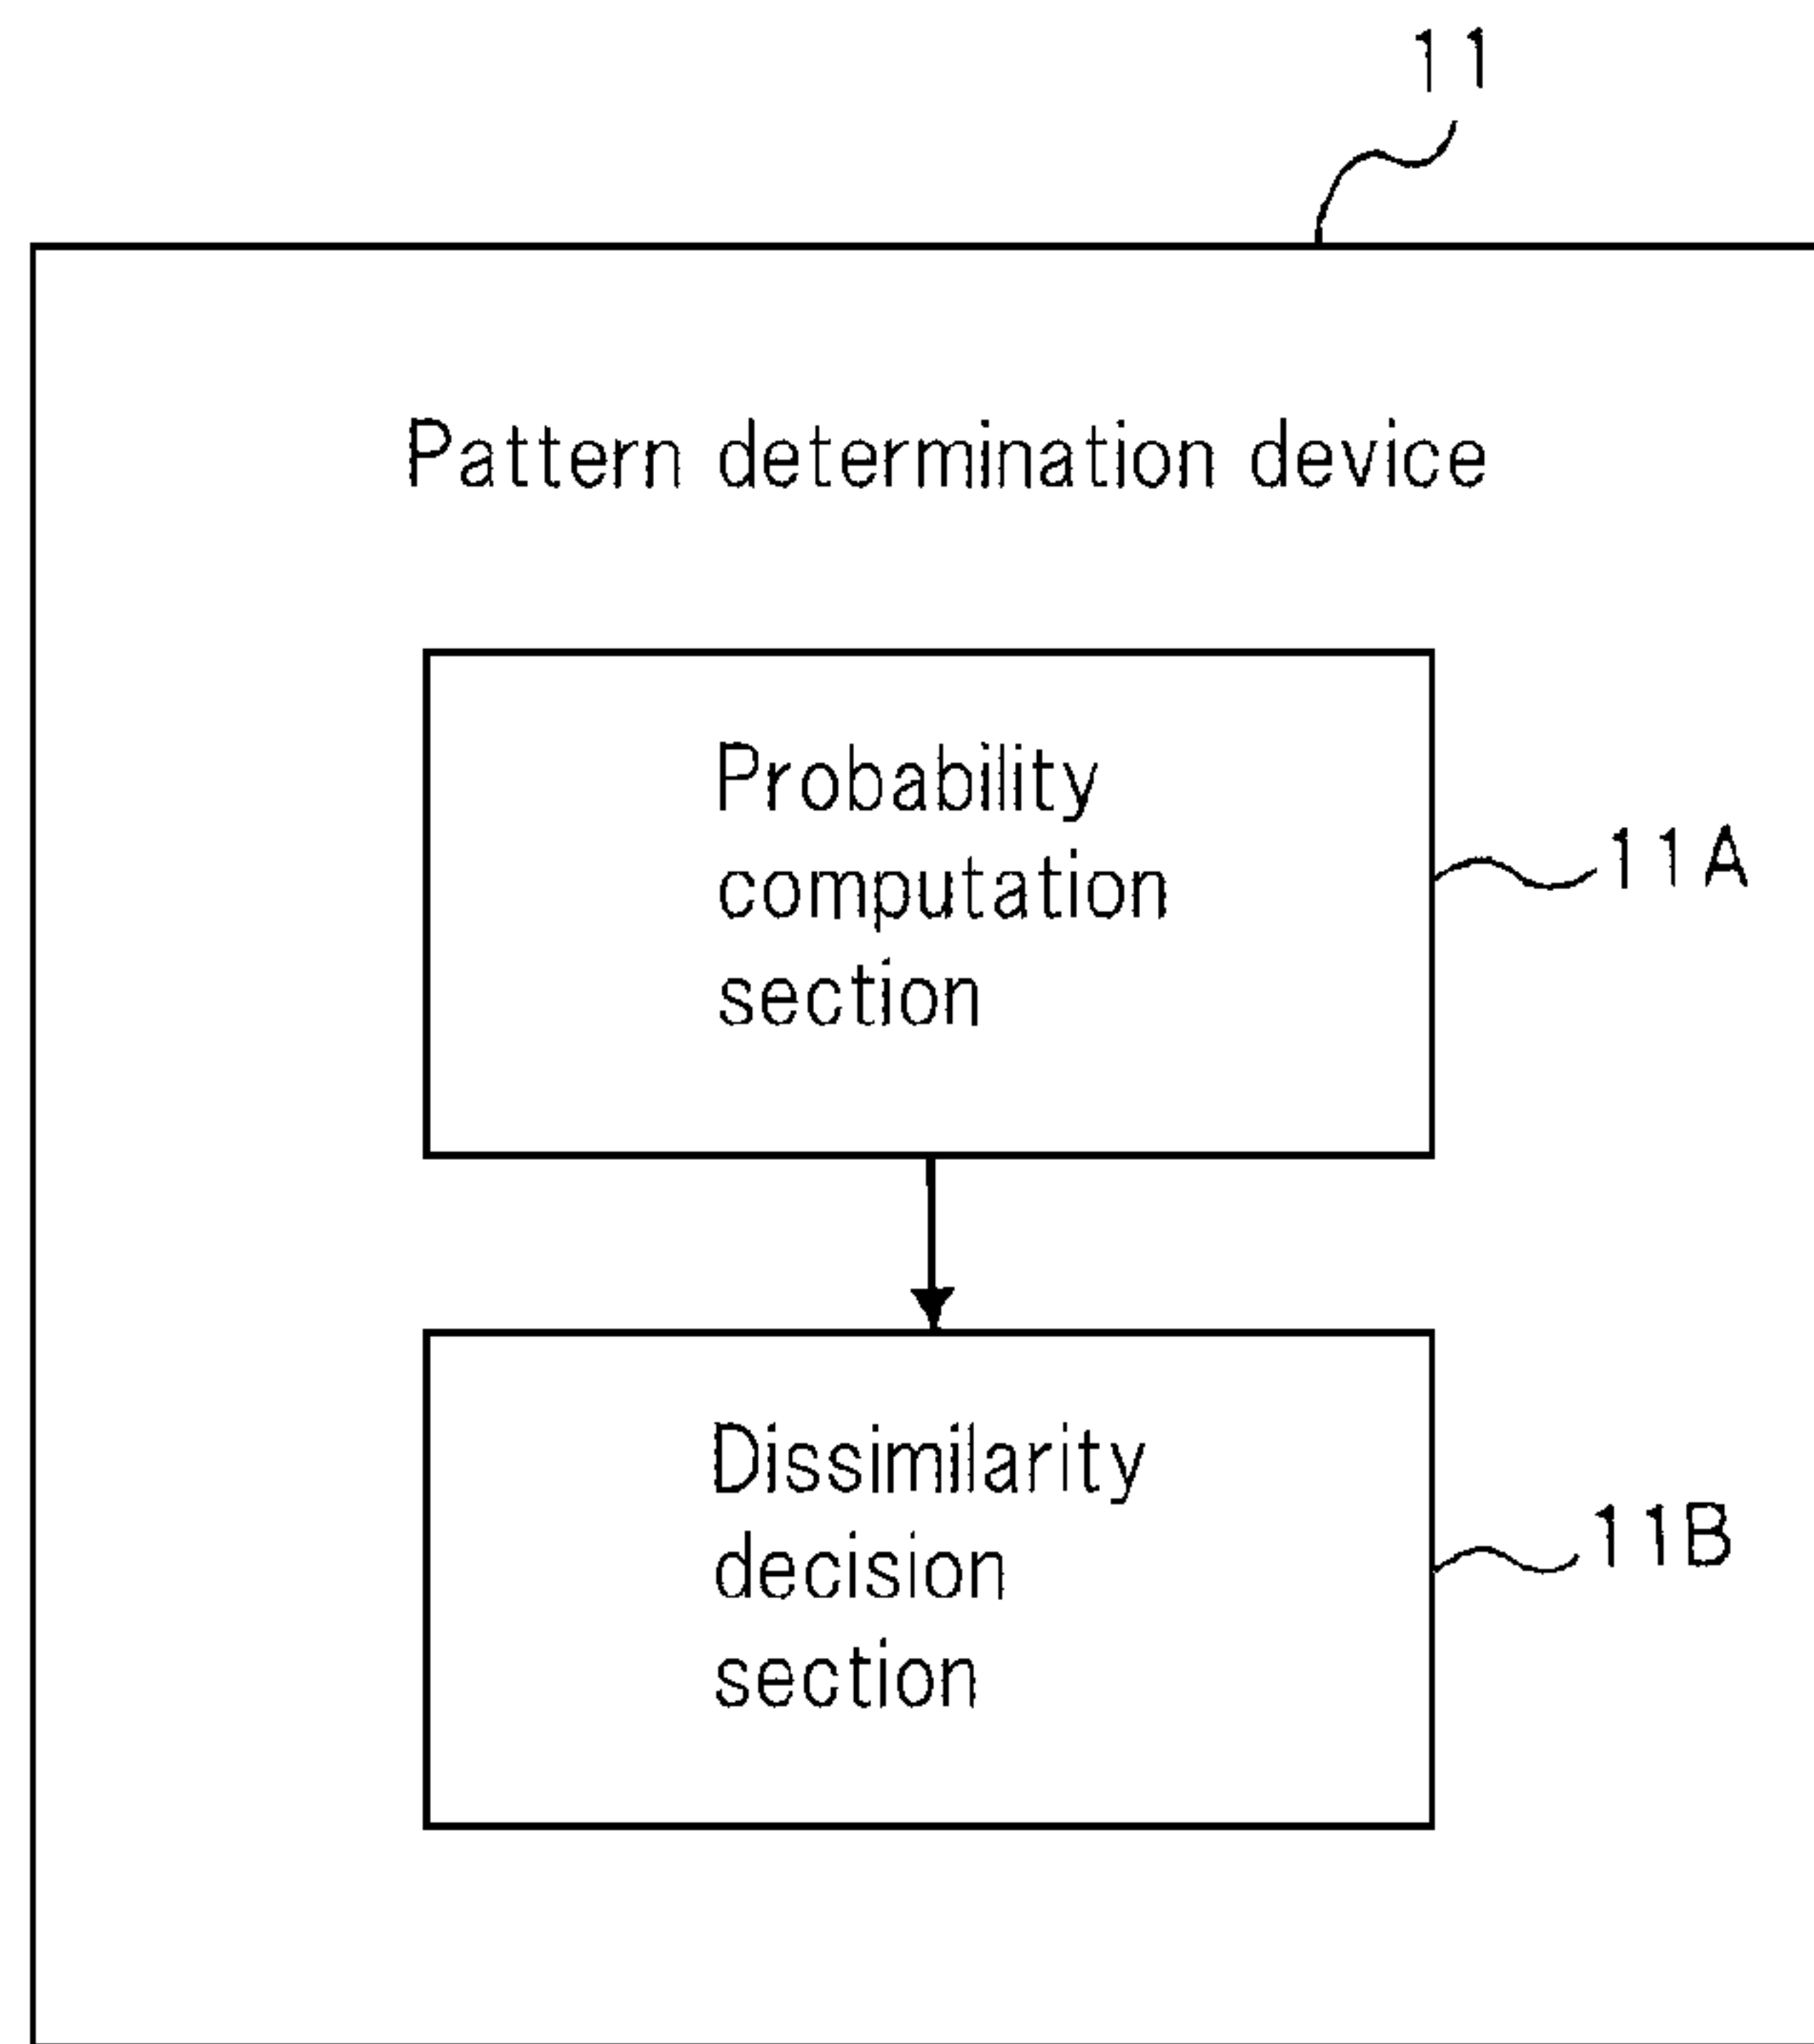 11
Pattern determination device
Probability
computation
section
11A
Dissimilarity
decision
section
11B